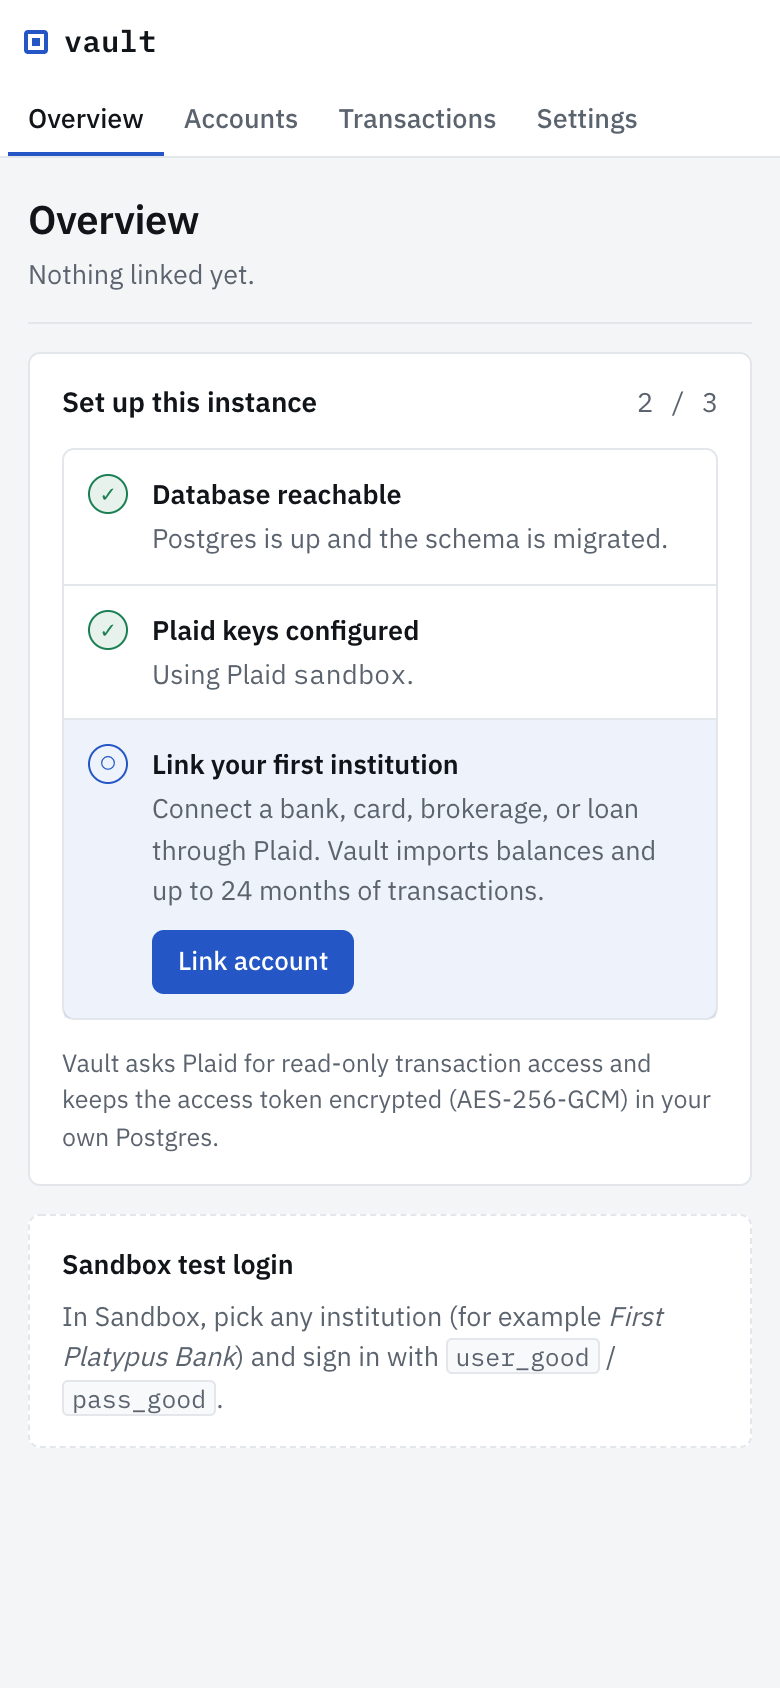 vault
Overview Accounts Transactions Settings
Overview
Nothing linked yet.
Set up this instance 2 / 3
✓ Database reachable
Postgres is up and the schema is migrated.
✓ Plaid keys configured
Using Plaid sandbox.
○ Link your first institution
Connect a bank, card, brokerage, or loan
through Plaid. Vault imports balances and
up to 24 months of transactions.
Link account
Vault asks Plaid for read-only transaction access and
keeps the access token encrypted (AES-256-GCM) in your
own Postgres.
Sandbox test login
In Sandbox, pick any institution (for example First
Platypus Bank) and sign in with user_good /
pass_good.